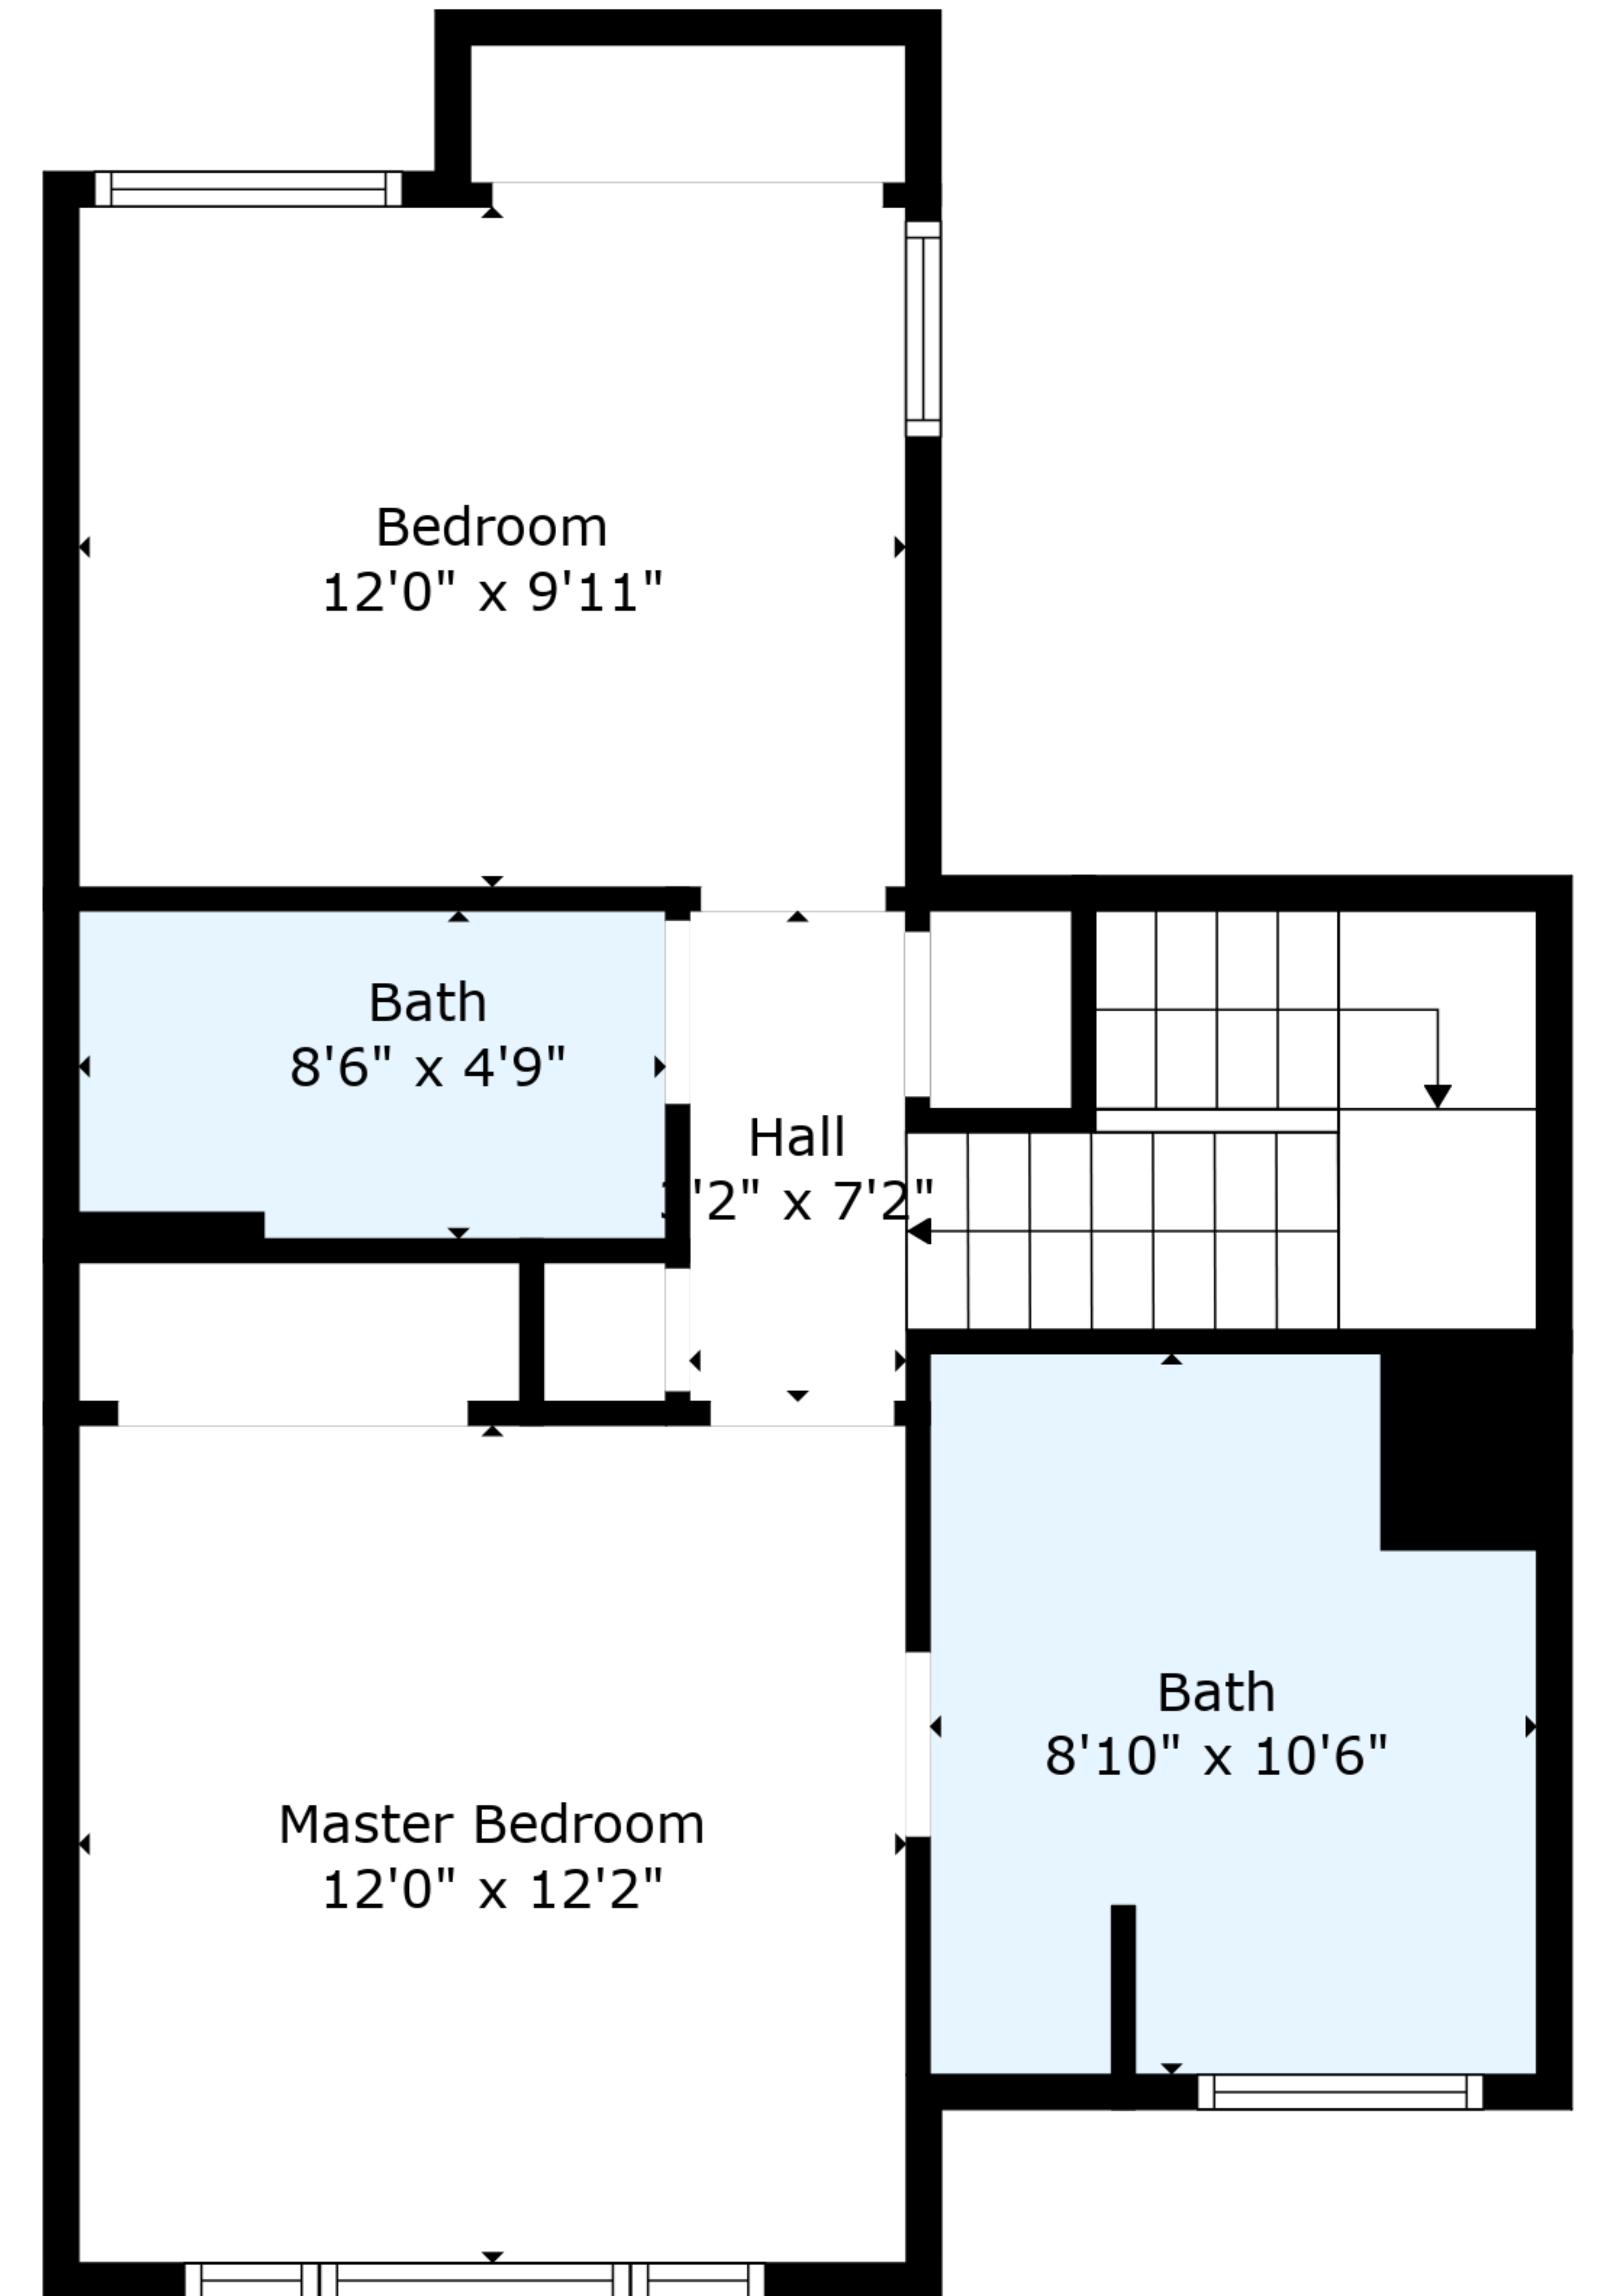 Bedroom
12'0" x 9'11"
Bath
8'6" x 4'9"
Hall
'2" x 7'2"
Bath
8'10" x 10'6"
Master Bedroom
12'0" x 12'2"